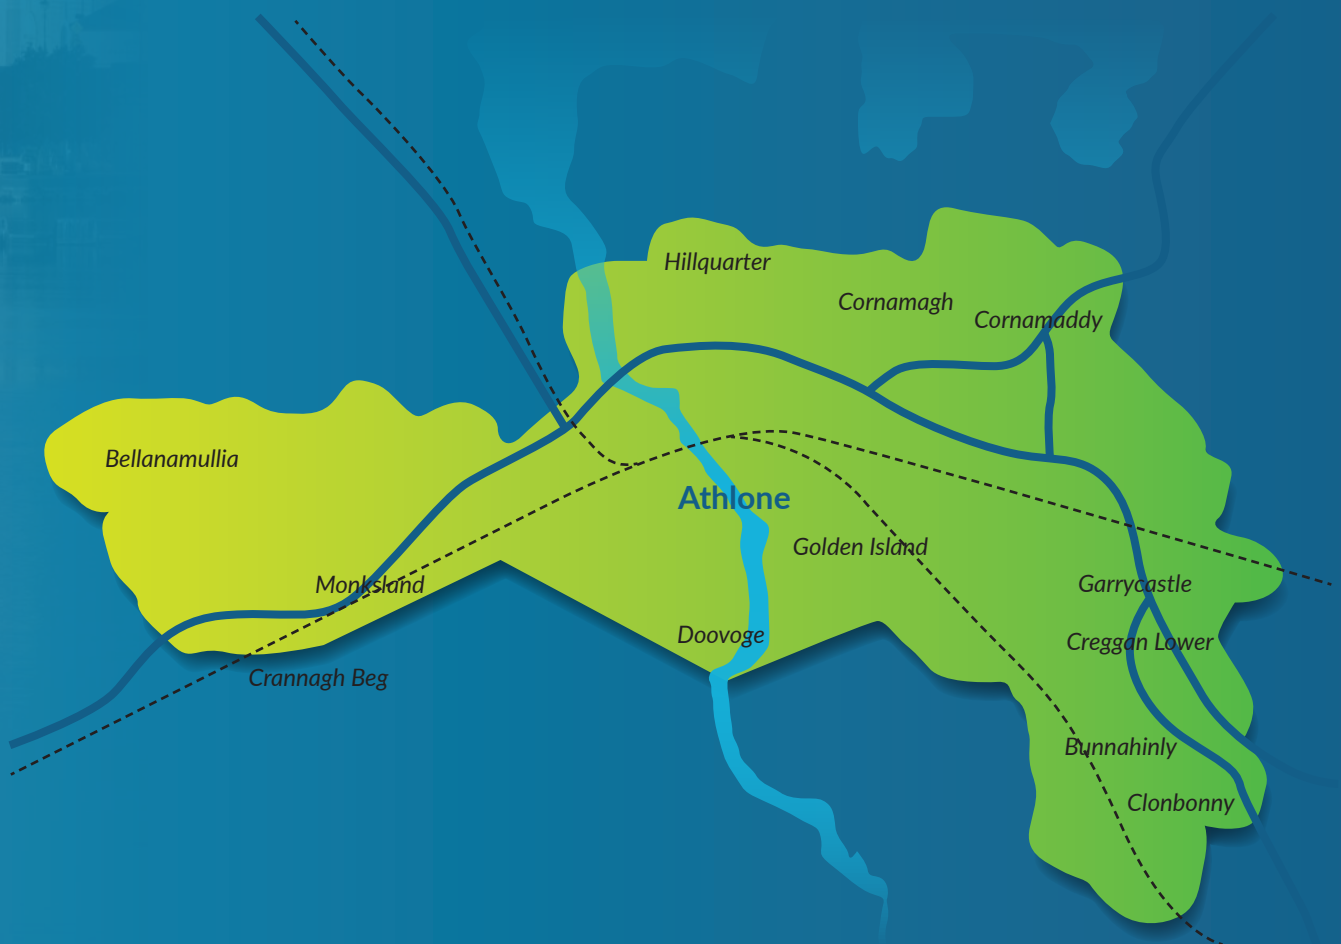 Hillquarter
Cornamagh
Cornamaddy
Bellanamullia
Athlone
Golden Island
Monksland
Garrycastle
Doovoge
Creggan Lower
Crannagh Beg
Bunnahinly
Clonbonny